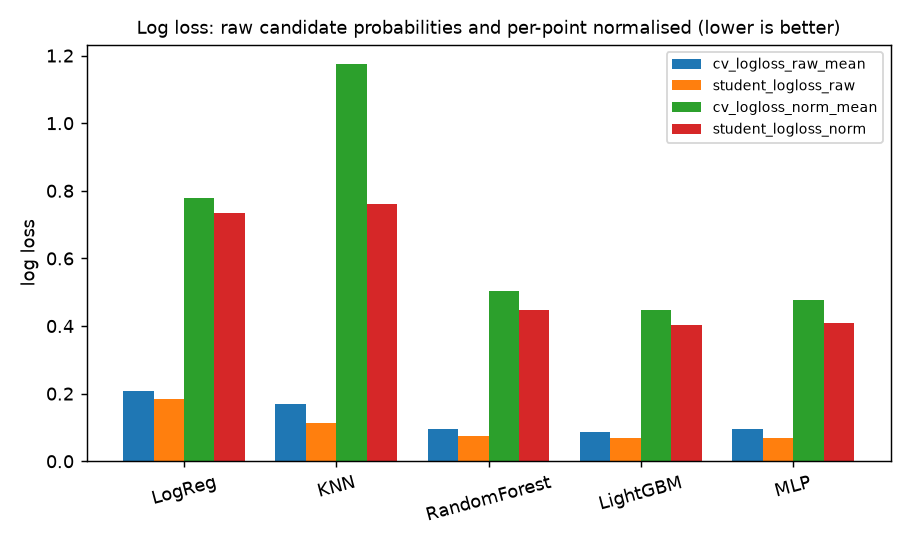 Log loss: raw candidate probabilities and per-point normalised (lower is better)
cv_logloss_raw_mean
student_logloss_raw
cv_logloss_norm_mean
student_logloss_norm
log loss
1.2
1.0
0.8
0.6
0.4
0.2
0.0
LogReg
KNN
RandomForest
LightGBM
MLP